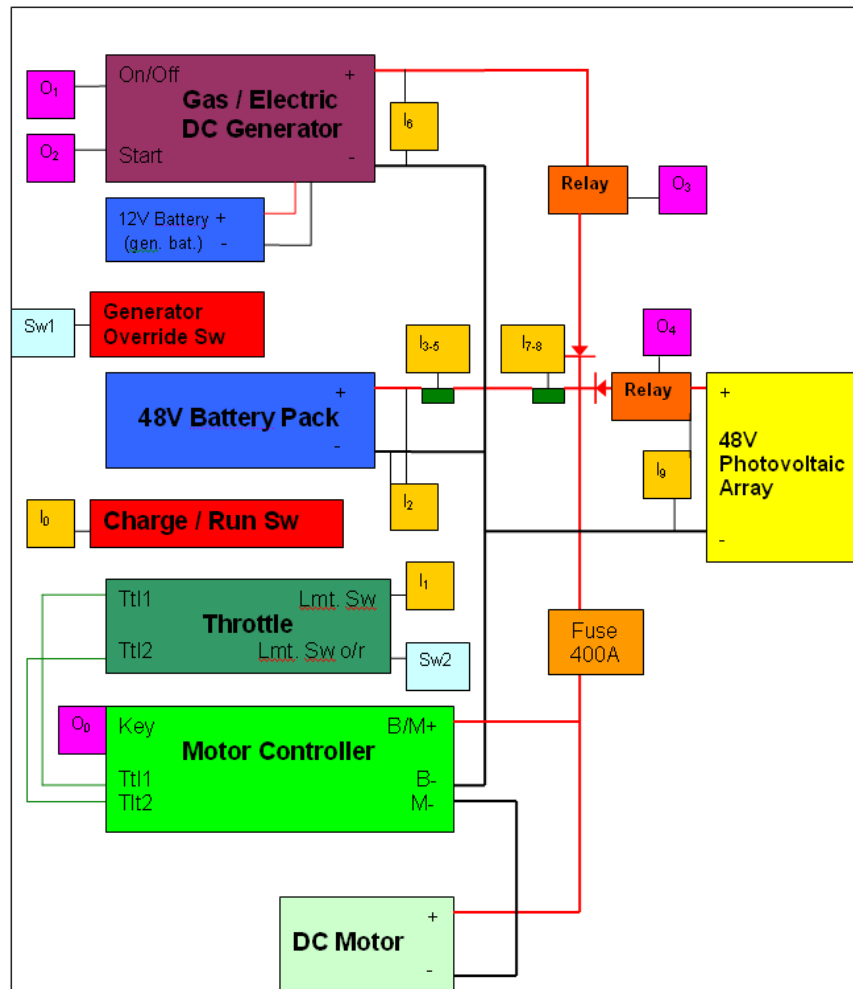 On/Off +
Gas / Electric
DC Generator
Start -
O₁
O₂
I₆
Relay
O₃
12V Battery +
(gen. bat.) -
Sw1
Generator
Override Sw
I₃₋₅
I₇₋₈
O₄
Relay
+
48V Battery Pack
-
+
48V
Photovoltaic
Array
-
I₂
I₉
I₀
Charge / Run Sw
I₁
Ttl1 Lmt. Sw
Throttle
Ttl2 Lmt. Sw o/r
Sw2
Fuse
400A
O₀
Key B/M+
Motor Controller
Ttl1 B-
Tlt2 M-
+
DC Motor
-